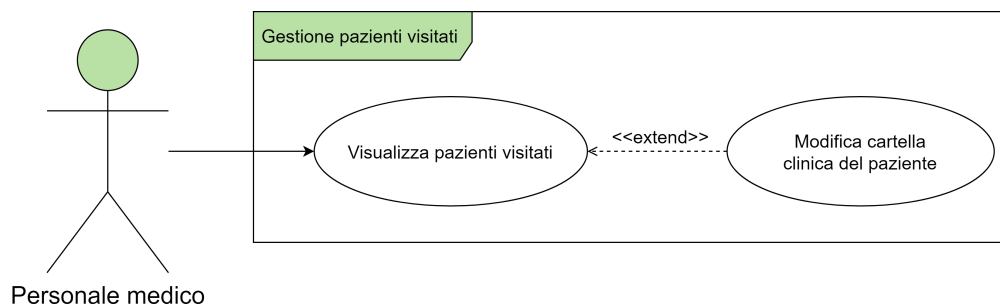 Gestione pazienti visitati
Visualizza pazienti visitati
<<extend>>
Modifica cartella
clinica del paziente
Personale medico